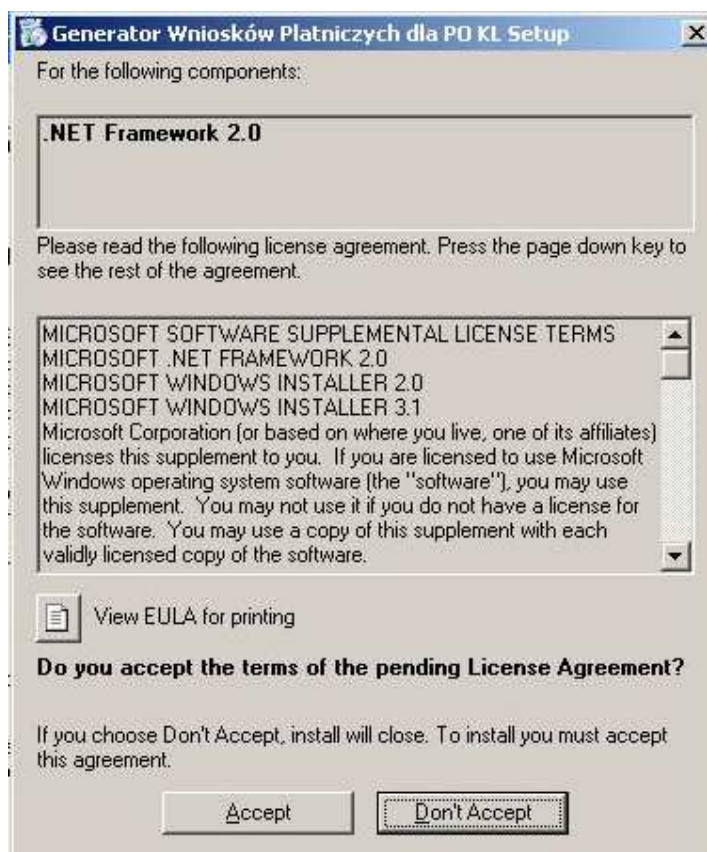 Generator Wniosków Platniczych dla PO KL Setup
For the following components:
.NET Framework 2.0
Please read the following license agreement. Press the page down key to
see the rest of the agreement.
MICROSOFT SOFTWARE SUPPLEMENTAL LICENSE TERMS
MICROSOFT .NET FRAMEWORK 2.0
MICROSOFT WINDOWS INSTALLER 2.0
MICROSOFT WINDOWS INSTALLER 3.1
Microsoft Corporation (or based on where you live, one of its affiliates)
licenses this supplement to you.  If you are licensed to use Microsoft
Windows operating system software (the "software"), you may use
this supplement.  You may not use it if you do not have a license for
the software.  You may use a copy of this supplement with each
validly licensed copy of the software.
View EULA for printing
Do you accept the terms of the pending License Agreement?
If you choose Don't Accept, install will close. To install you must accept
this agreement.
Accept
Don't Accept